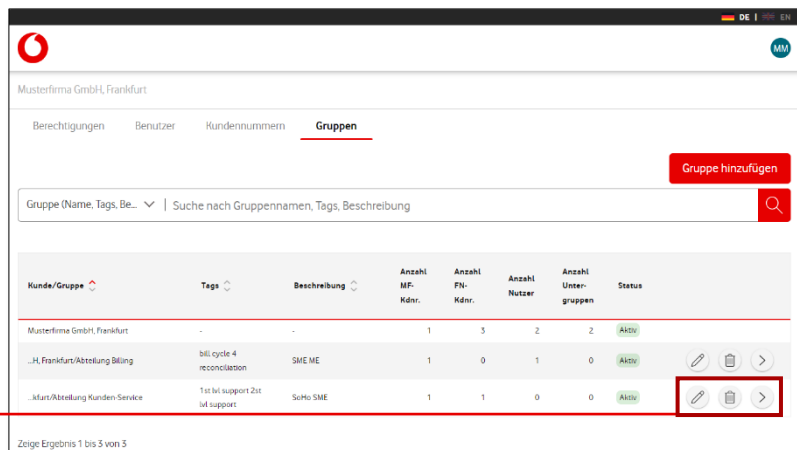 DE | EN
MM
Musterfirma GmbH, Frankfurt
Berechtigungen Benutzer Kundennummern Gruppen
Gruppe hinzufügen
Gruppe (Name, Tags, Be... | Suche nach Gruppennamen, Tags, Beschreibung
Kunde/Gruppe Tags Beschreibung Anzahl MF-Kdnr. Anzahl FN-Kdnr. Anzahl Nutzer Anzahl Unter-gruppen Status
Musterfirma GmbH, Frankfurt - - 1 3 2 2 Aktiv
...H, Frankfurt/Abteilung Billing bill cycle 4 reconciliation SME ME 1 0 1 0 Aktiv
...kfurt/Abteilung Kunden-Service 1st lvl support 2st lvl support SoHo SME 1 1 0 0 Aktiv
Zeige Ergebnis 1 bis 3 von 3